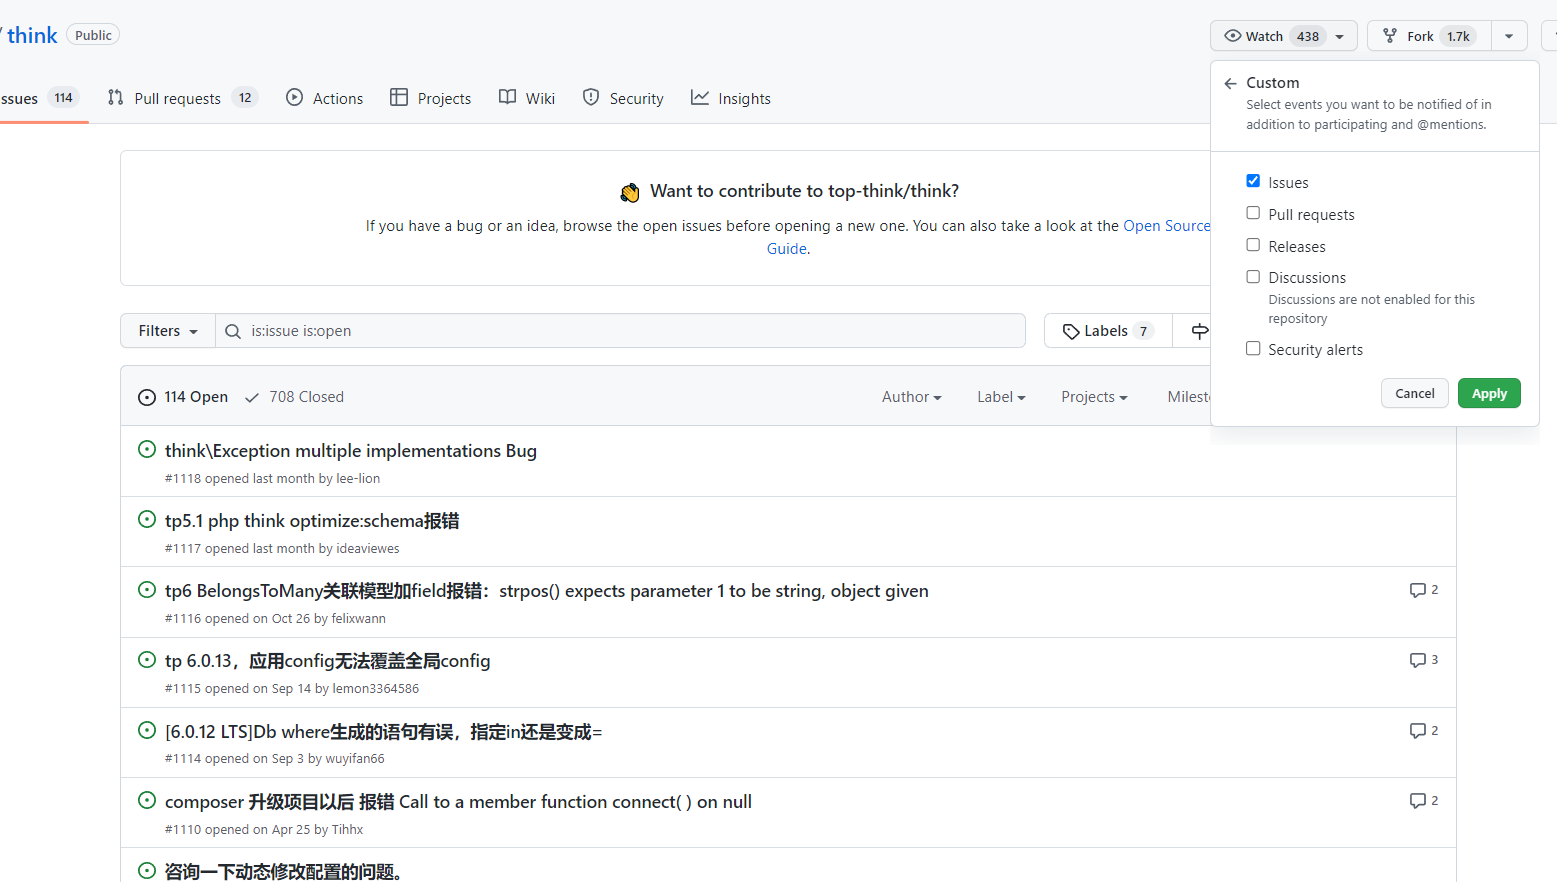 / think Public
Watch 438
Fork 1.7k
ssues 114
Pull requests 12
Actions
Projects
Wiki
Security
Insights
Custom
Select events you want to be notified of in
addition to participating and @mentions.
Issues
Pull requests
Releases
Discussions
Discussions are not enabled for this
repository
Security alerts
Cancel
Apply
Want to contribute to top-think/think?
If you have a bug or an idea, browse the open issues before opening a new one. You can also take a look at the Open Source
Guide.
Filters
is:issue is:open
Labels 7
114 Open
708 Closed
Author
Label
Projects
Milest
think\Exception multiple implementations Bug
#1118 opened last month by lee-lion
tp5.1 php think optimize:schema报错
#1117 opened last month by ideaviewes
tp6 BelongsToMany关联模型加field报错：strpos() expects parameter 1 to be string, object given
2
#1116 opened on Oct 26 by felixwann
tp 6.0.13，应用config无法覆盖全局config
3
#1115 opened on Sep 14 by lemon3364586
[6.0.12 LTS]Db where生成的语句有误，指定in还是变成=
2
#1114 opened on Sep 3 by wuyifan66
composer 升级项目以后 报错 Call to a member function connect( ) on null
2
#1110 opened on Apr 25 by Tihhx
咨询一下动态修改配置的问题。